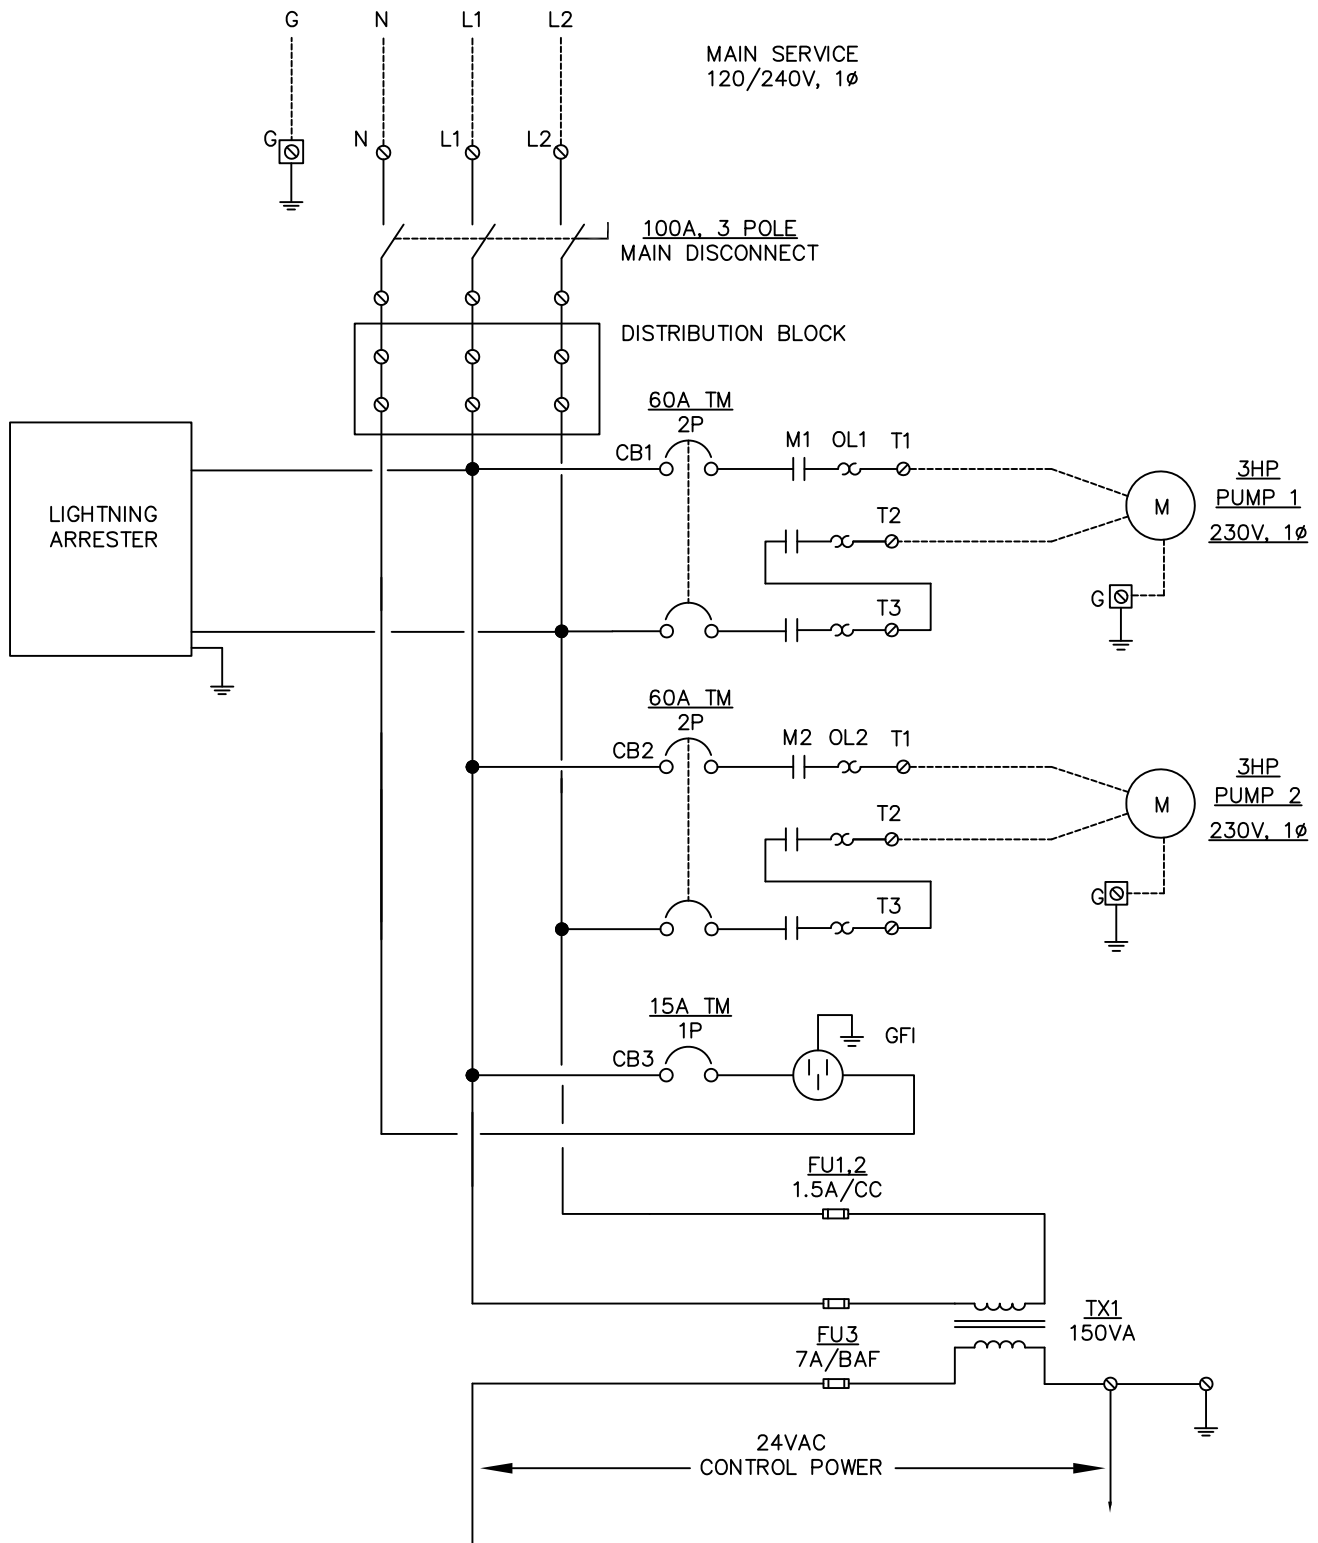 G N L1 L2
MAIN SERVICE
120/240V, 1ø
G N L1 L2
100A, 3 POLE
MAIN DISCONNECT
DISTRIBUTION BLOCK
60A TM
2P
CB1 M1 OL1 T1
3HP
PUMP 1
230V, 1ø
M
LIGHTNING
ARRESTER
T2
G
T3
60A TM
2P
CB2 M2 OL2 T1
3HP
PUMP 2
230V, 1ø
M
T2
G
T3
15A TM
1P
CB3
GFI
FU1,2
1.5A/CC
TX1
150VA
FU3
7A/BAF
24VAC
CONTROL POWER